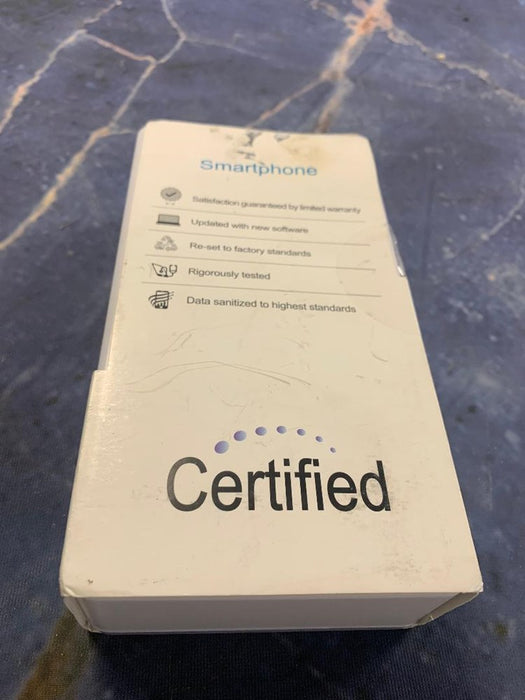 Smartphone
Satisfaction guaranteed by limited warranty
Updated with new software
Re-set to factory standards
Rigorously tested
Data sanitized to highest standards
Certified